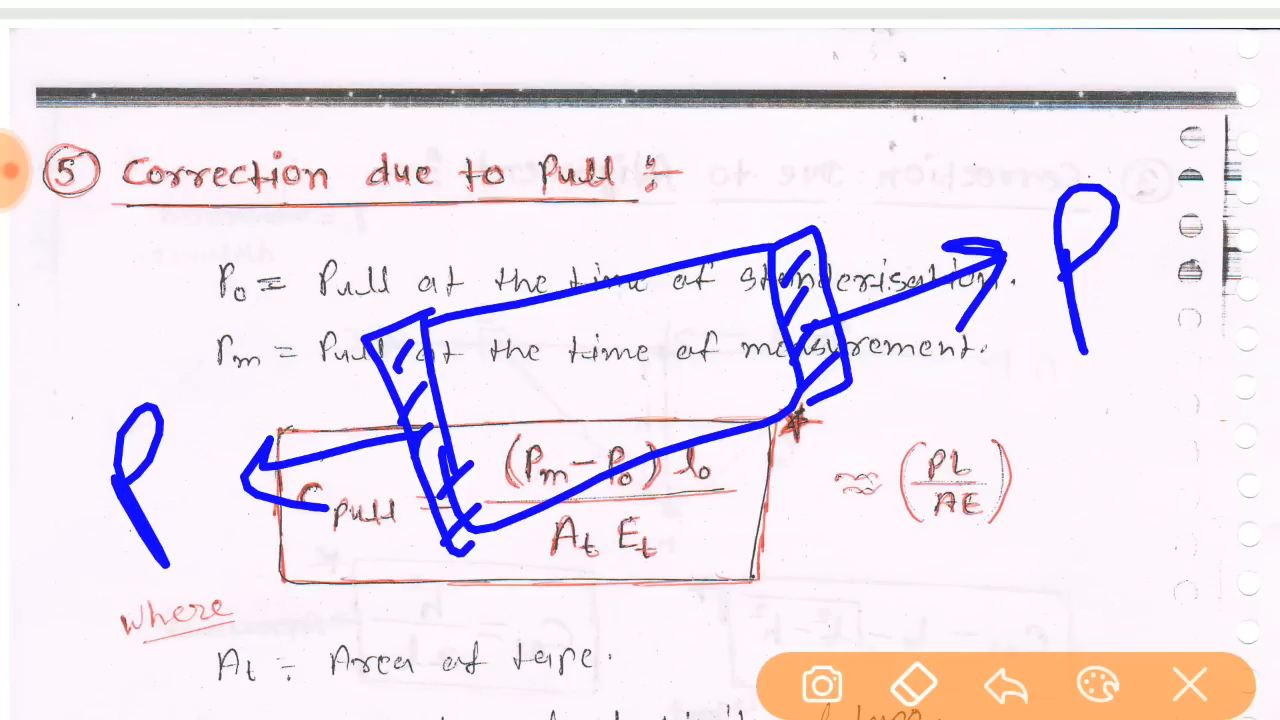 ⑤ Correction due to Pull :-
P₀ = Pull at the time of standerisation.
Pm = Pull at the time of measurement.
P
P
CPull = (Pm - P₀) l₀ / At Et
* ≈ (PL/AE)
where
At = Area of tape.